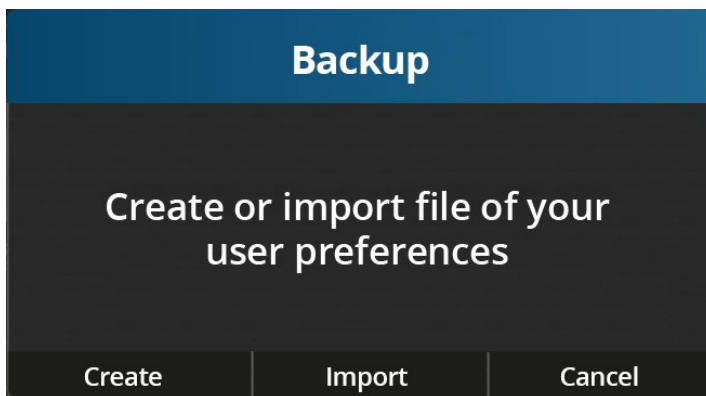 Backup
Create or import file of your
user preferences
Create Import Cancel